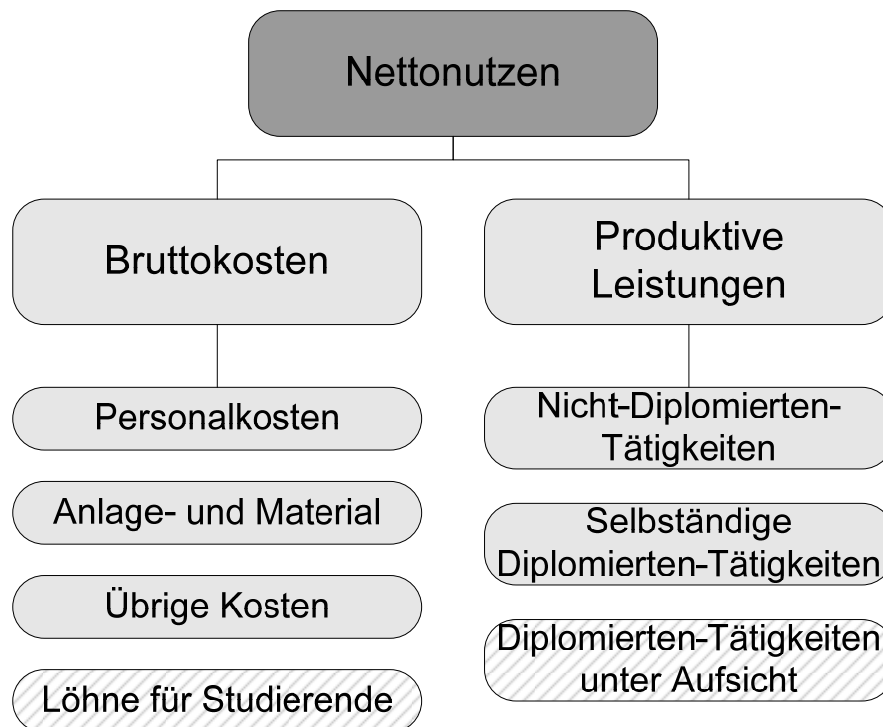 Nettonutzen
Bruttokosten
Produktive
Leistungen
Personalkosten
Anlage- und Material
Übrige Kosten
Löhne für Studierende
Nicht-Diplomierten-
Tätigkeiten
Selbständige
Diplomierten-Tätigkeiten
Diplomierten-Tätigkeiten
unter Aufsicht